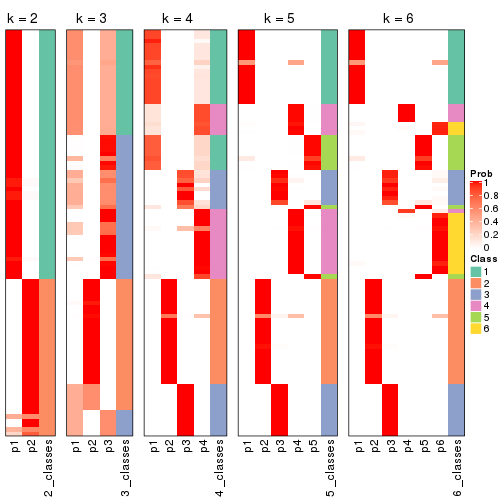 k = 2
k = 3
k = 4
k = 5
k = 6
p1
p2
2_classes
p1
p2
p3
3_classes
p1
p2
p3
p4
4_classes
p1
p2
p3
p4
p5
5_classes
p1
p2
p3
p4
p5
p6
6_classes
Prob
1
0.8
0.6
0.4
0.2
0
Class
1
2
3
4
5
6